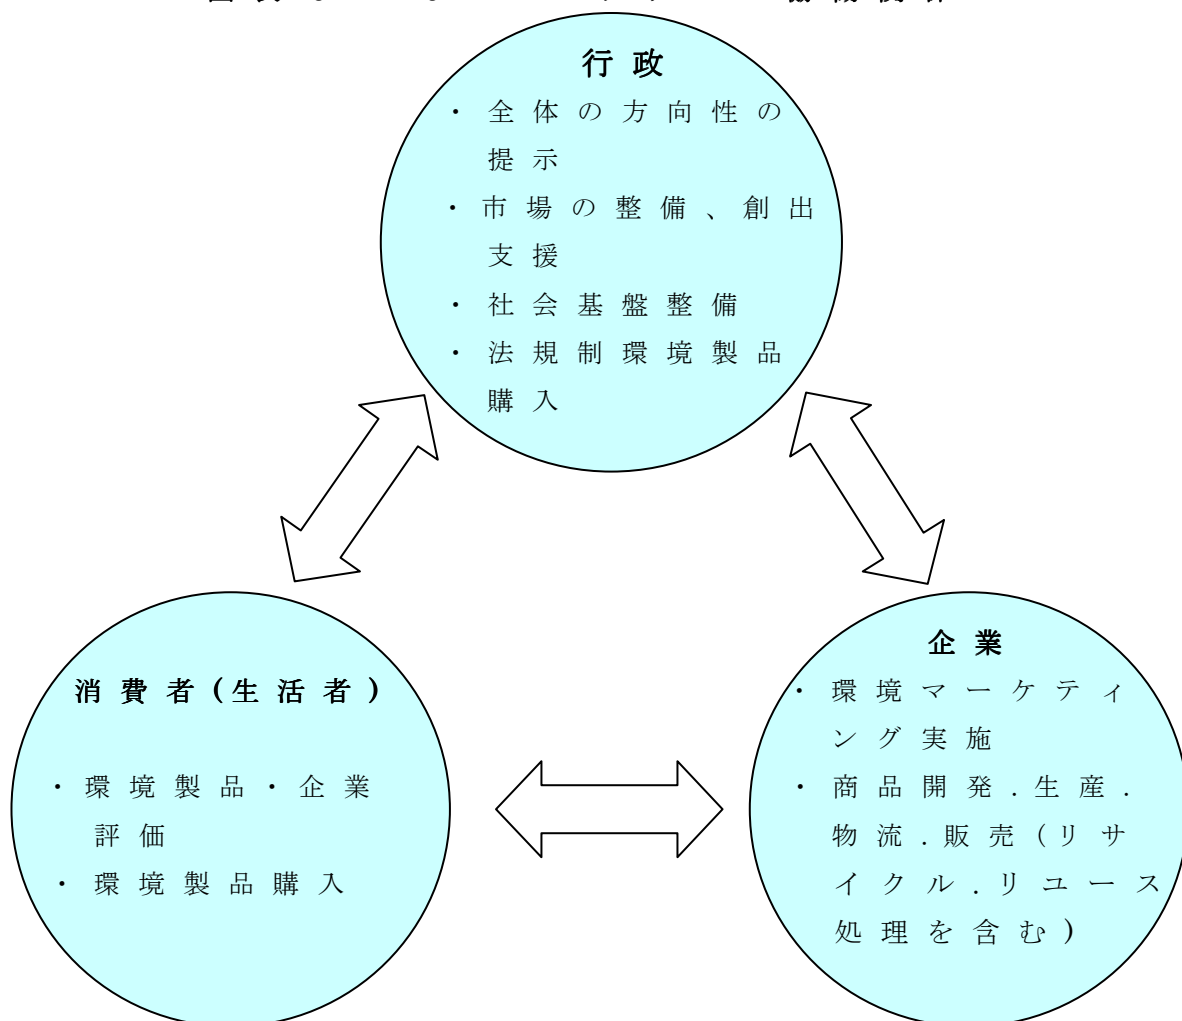 行政
・全体の方向性の
提示
・市場の整備、創出
支援
・社会基盤整備
・法規制環境製品
購入
消費者(生活者)
・環境製品・企業
評価
・環境製品購入
企業
・環境マーケティ
ング実施
・商品開発.生産.
物流.販売(リサ
イクル.リユース
処理を含む)